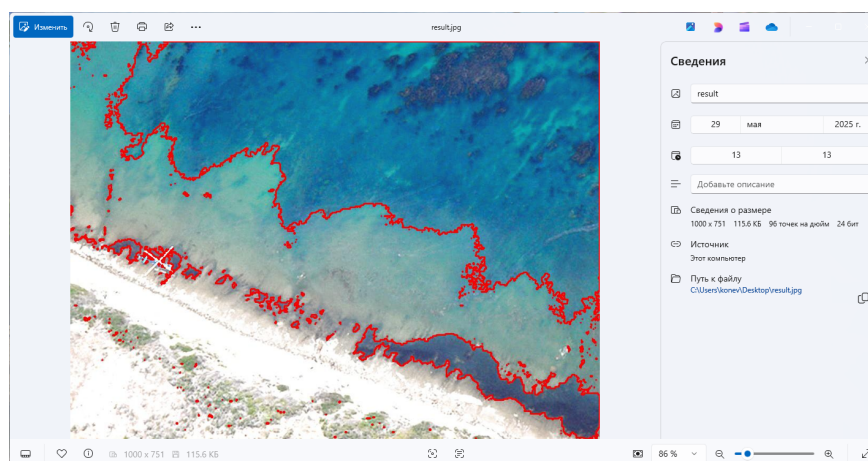 Изменить
result.jpg
Сведения
result
29 мая 2025 г.
13 13
Добавьте описание
Сведения о размере
1000 x 751 115.6 КБ 96 точек на дюйм 24 бит
Источник
Этот компьютер
Путь к файлу
C:\Users\konev\Desktop\result.jpg
1000 x 751 115.6 КБ 86 %